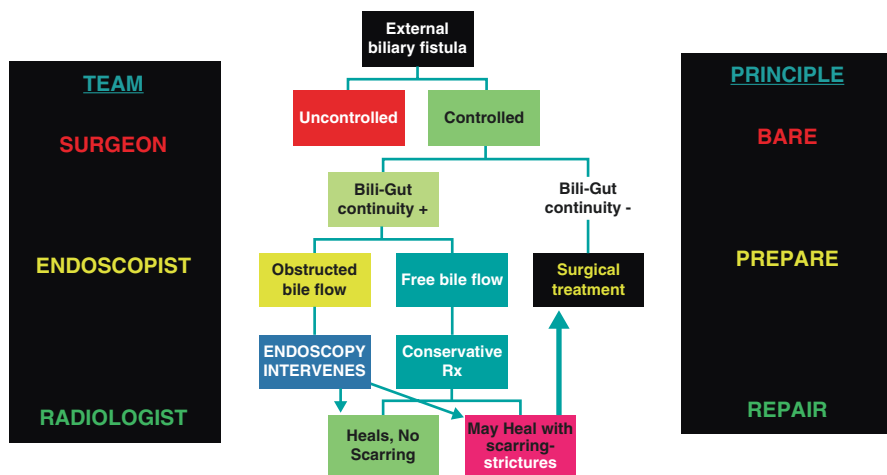 External
biliary fistula
TEAM
SURGEON
ENDOSCOPIST
RADIOLOGIST
Uncontrolled
Controlled
Bili-Gut
continuity +
Bili-Gut
continuity -
Obstructed
bile flow
Free bile flow
Surgical
treatment
ENDOSCOPY
INTERVENES
Conservative
Rx
Heals, No
Scarring
May Heal with
scarring-
strictures
PRINCIPLE
BARE
PREPARE
REPAIR